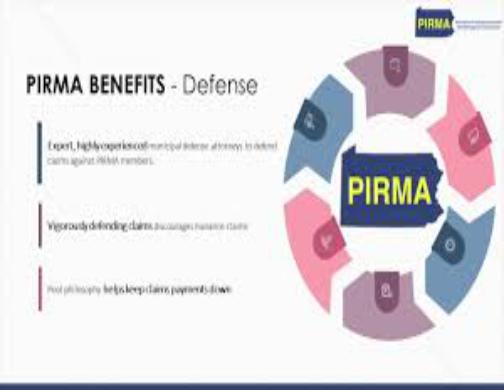 PIRMA
PIRMA BENEFITS - Defense
Expert, highly experienced municipal defense attorneys to defend
claims against PIRMA members.
PIRMA
Vigorously defending claims discourages nuisance claims
Pool philosophy helps keep claims payments down